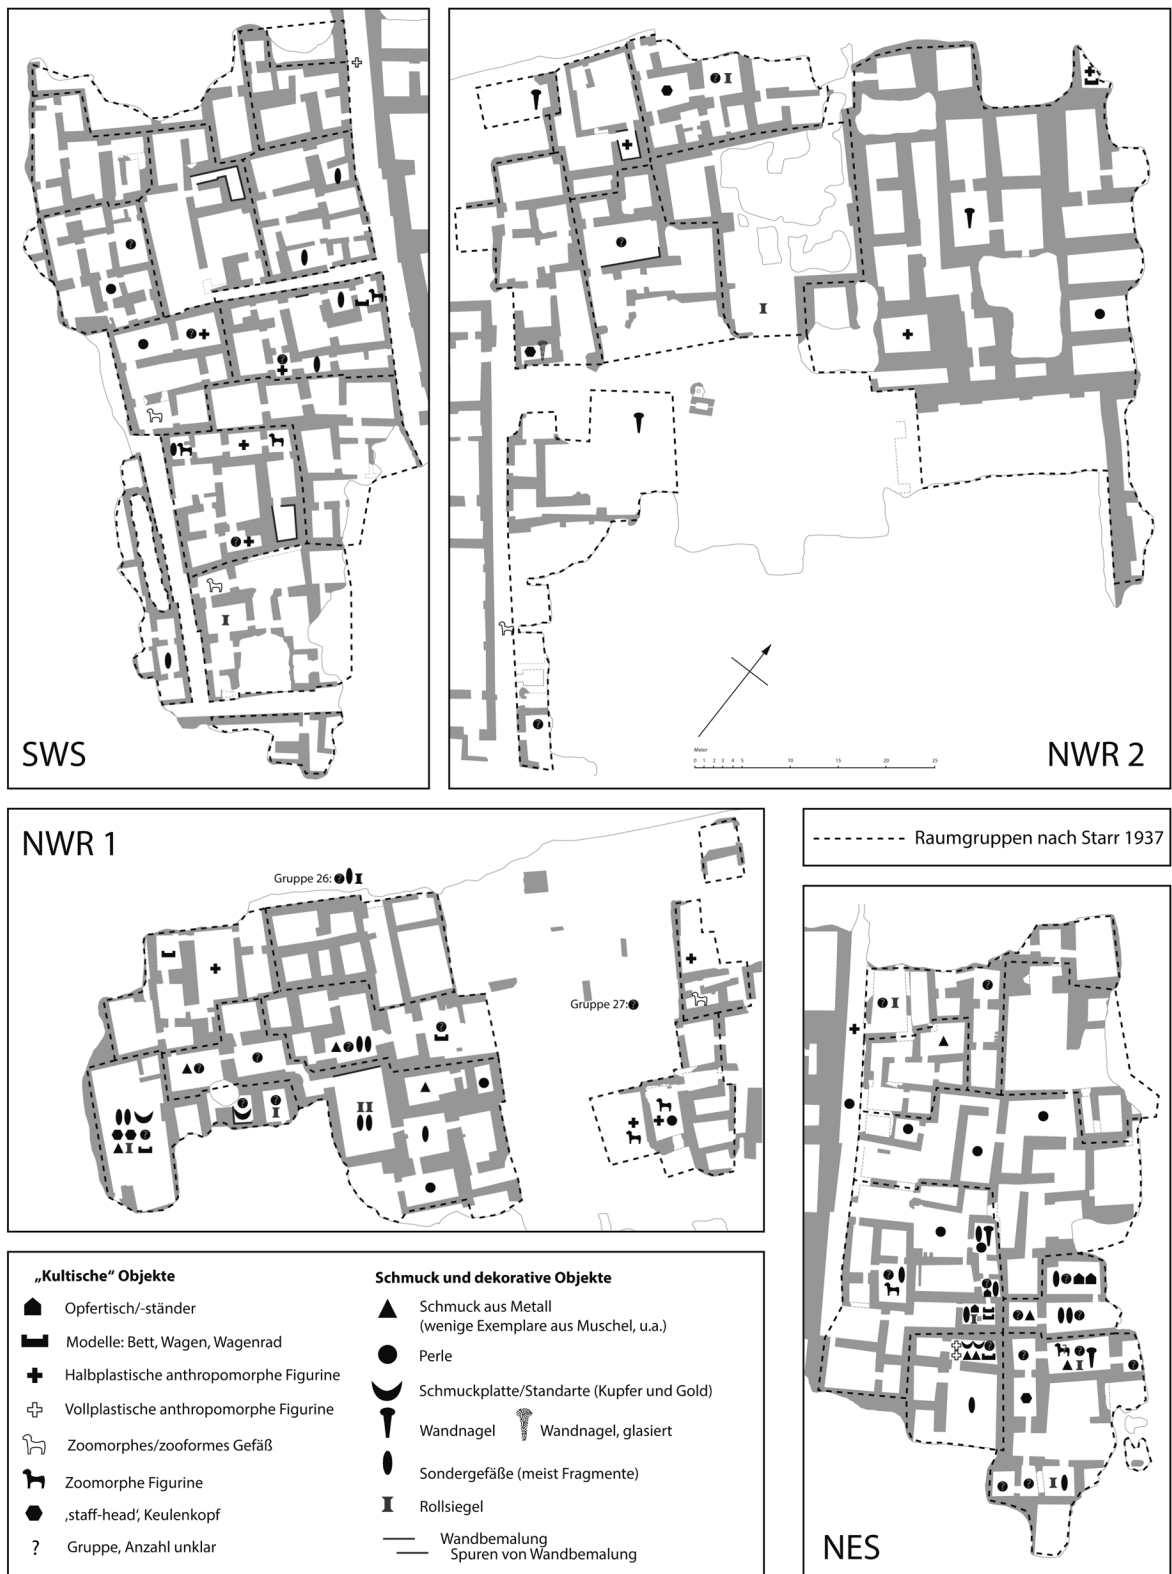 SWS
Meter
0 1 2 3 4 5 10 15 20 25
NWR 2
NWR 1
Gruppe 26: ?
Gruppe 27: ?
Raumgruppen nach Starr 1937
NES
„Kultische“ Objekte
Opfertisch/-ständer
Modelle: Bett, Wagen, Wagenrad
Halbplastische anthropomorphe Figurine
Vollplastische anthropomorphe Figurine
Zoomorphes/zooformes Gefäß
Zoomorphe Figurine
‚staff-head‘, Keulenkopf
? Gruppe, Anzahl unklar
Schmuck und dekorative Objekte
Schmuck aus Metall
(wenige Exemplare aus Muschel, u.a.)
Perle
Schmuckplatte/Standarte (Kupfer und Gold)
Wandnagel Wandnagel, glasiert
Sondergefäße (meist Fragmente)
Rollsiegel
Wandbemalung
Spuren von Wandbemalung